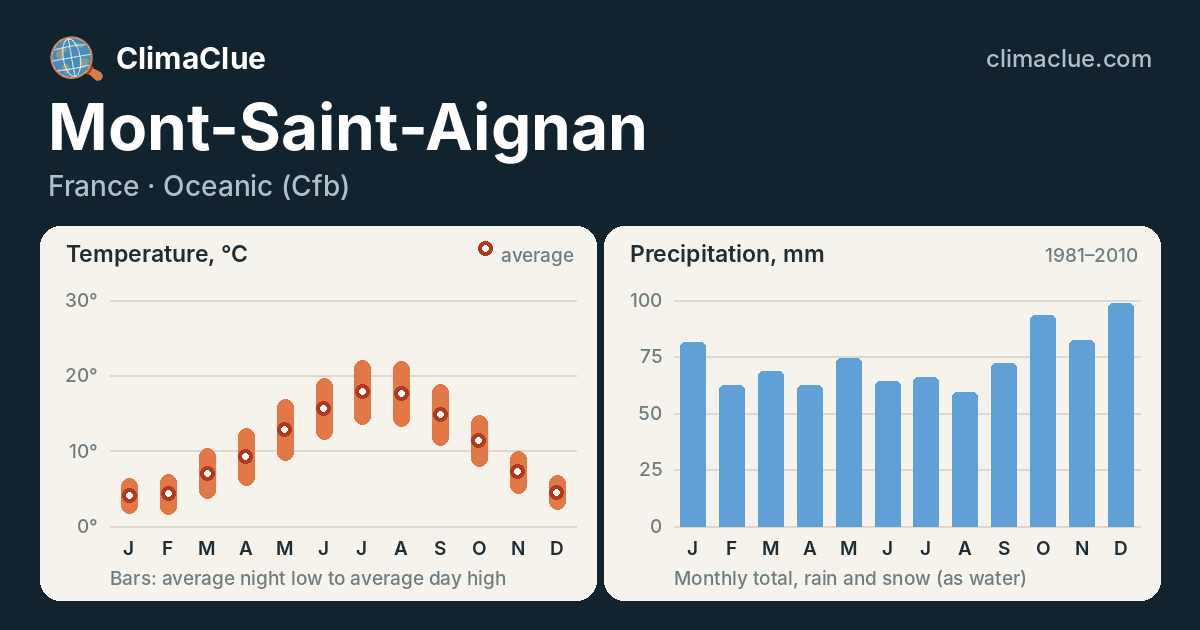 ClimaClue
climaclue.com
Mont-Saint-Aignan
France · Oceanic (Cfb)
Temperature, °C
average
30°
20°
10°
0°
J F M A M J J A S O N D
Bars: average night low to average day high
Precipitation, mm
1981–2010
100
75
50
25
0
J F M A M J J A S O N D
Monthly total, rain and snow (as water)